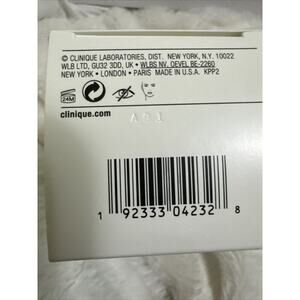 © CLINIQUE LABORATORIES, DIST. NEW YORK, N.Y. 10022
WLB LTD, GU32 3DD, UK • WLBS NV. OEVEL BE-2260
NEW YORK • LONDON • PARIS MADE IN U.S.A. KPP2
24M
clinique.com
1 92333 04232 8